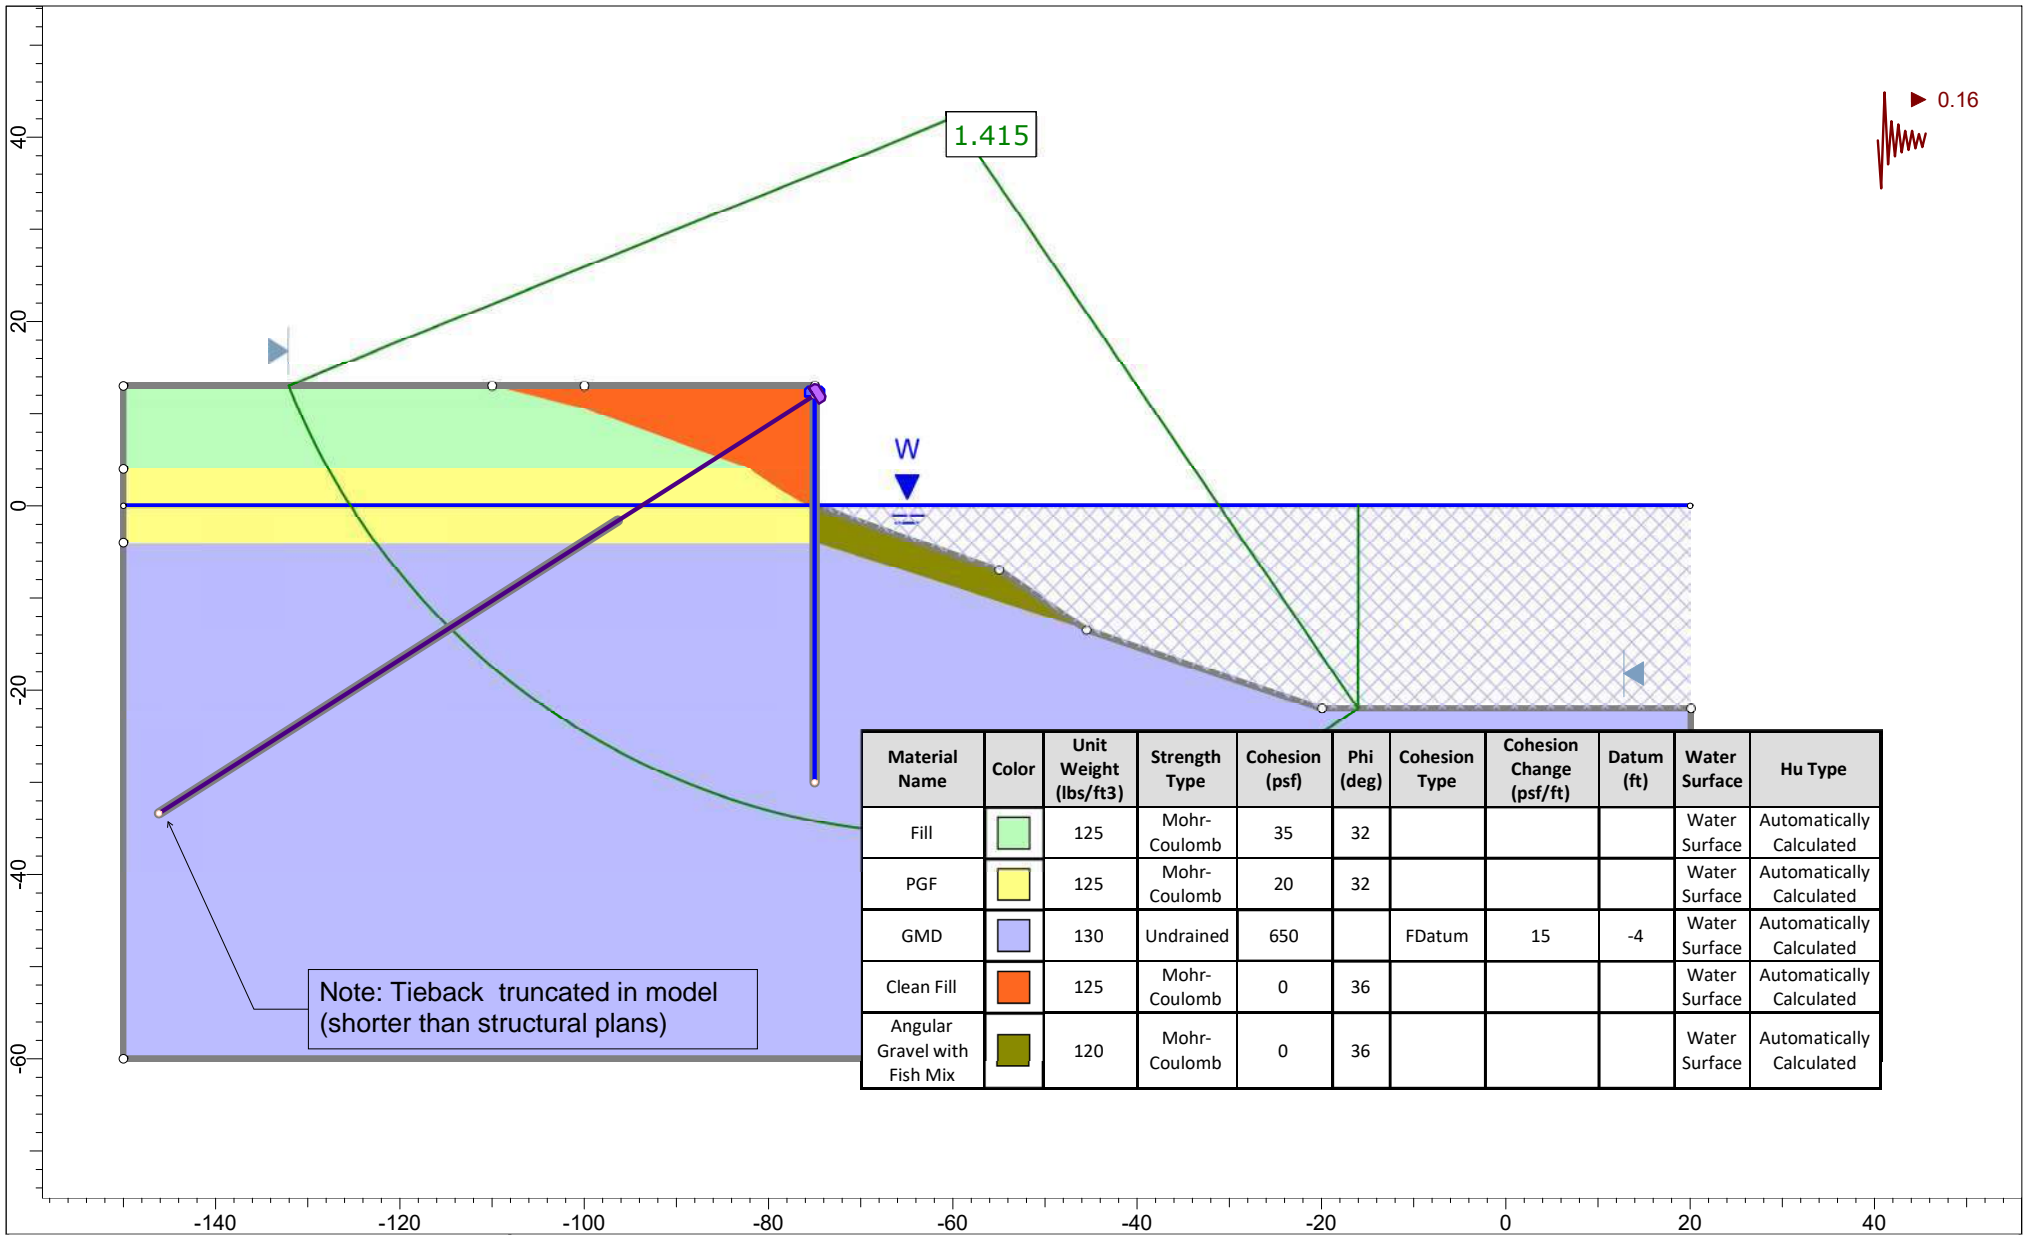 0.16
1.415
40
20
0
-20
-40
-60
W
Material Name Color Unit Weight (lbs/ft3) Strength Type Cohesion (psf) Phi (deg) Cohesion Type Cohesion Change (psf/ft) Datum (ft) Water Surface Hu Type
Fill 125 Mohr-Coulomb 35 32 Water Surface Automatically Calculated
PGF 125 Mohr-Coulomb 20 32 Water Surface Automatically Calculated
GMD 130 Undrained 650 FDatum 15 -4 Water Surface Automatically Calculated
Clean Fill 125 Mohr-Coulomb 0 36 Water Surface Automatically Calculated
Angular Gravel with Fish Mix 120 Mohr-Coulomb 0 36 Water Surface Automatically Calculated
Note: Tieback truncated in model
(shorter than structural plans)
-140 -120 -100 -80 -60 -40 -20 0 20 40